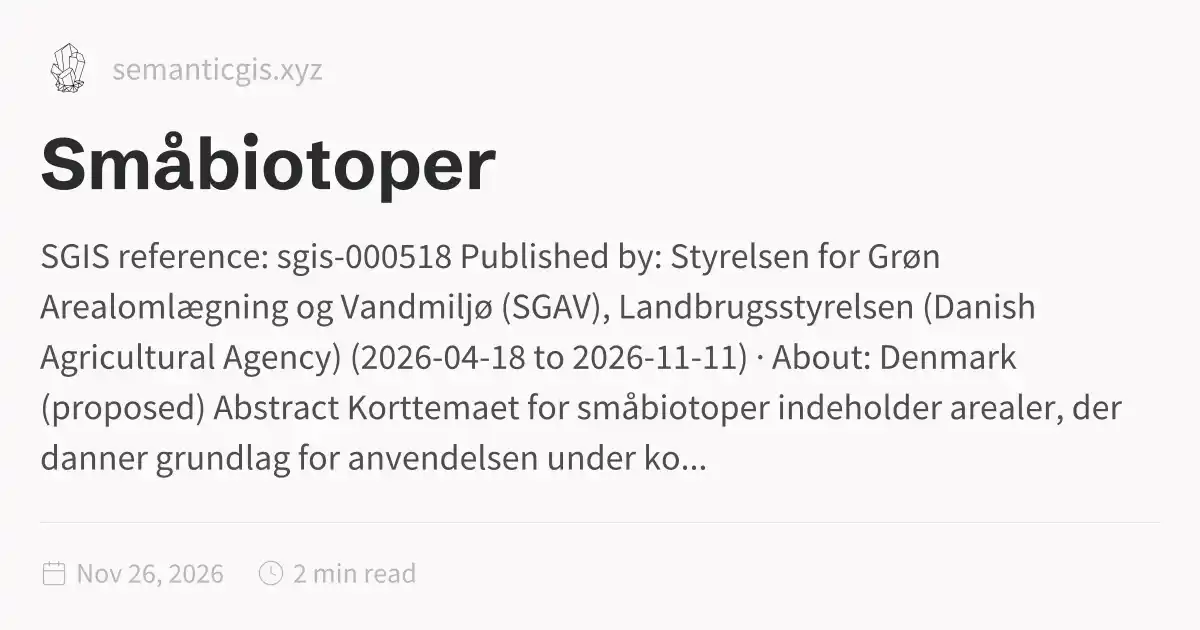 semanticgis.xyz
Småbiotoper
SGIS reference: sgis-000518 Published by: Styrelsen for Grøn
Arealomlægning og Vandmiljø (SGAV), Landbrugsstyrelsen (Danish
Agricultural Agency) (2026-04-18 to 2026-11-11) · About: Denmark
(proposed) Abstract Korttemaet for småbiotoper indeholder arealer, der
danner grundlag for anvendelsen under ko...
Nov 26, 2026 2 min read